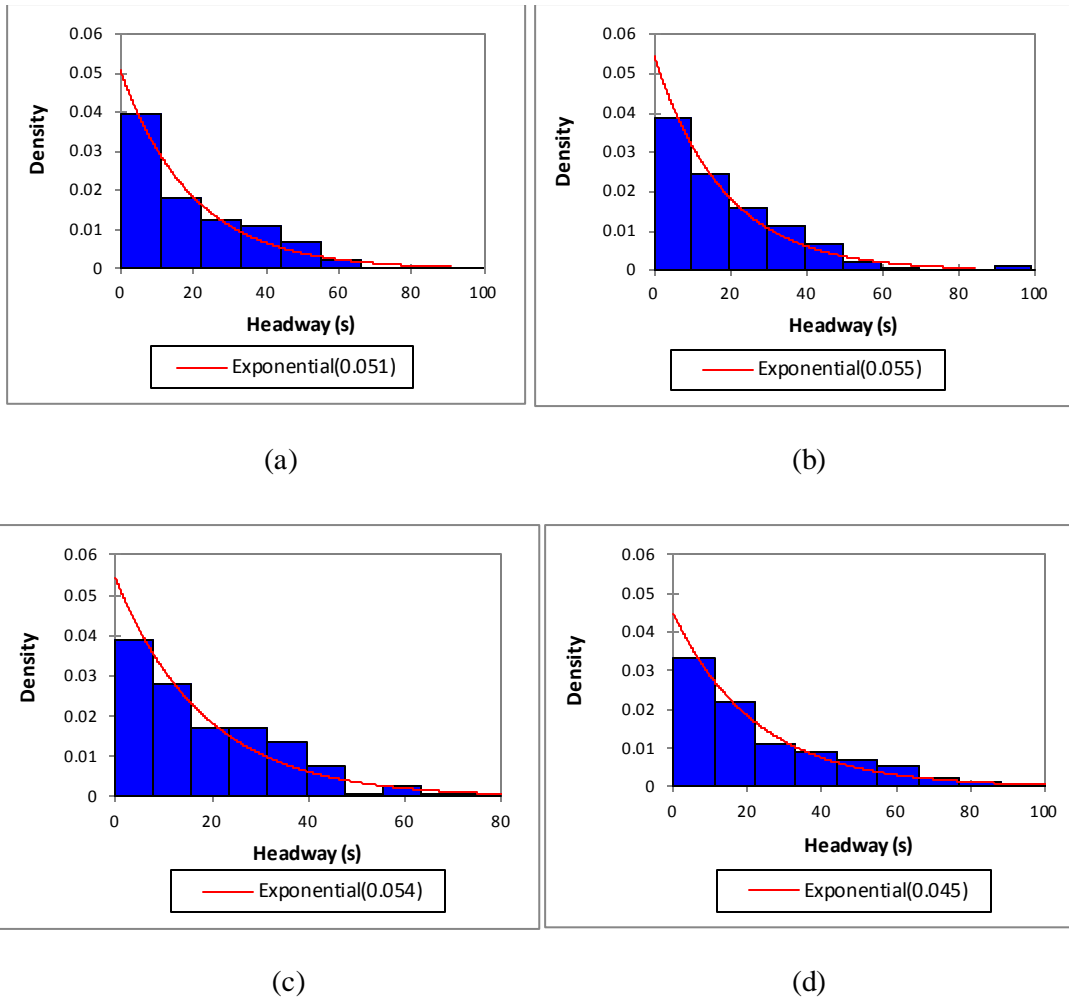 0.06
0.05
0.04
0.03
0.02
0.01
0
Density
0 20 40 60 80 100
Headway (s)
Exponential(0.051)
(a)
0.06
0.05
0.04
0.03
0.02
0.01
0
Density
0 20 40 60 80 100
Headway (s)
Exponential(0.055)
(b)
0.06
0.05
0.04
0.03
0.02
0.01
0
Density
0 20 40 60 80
Headway (s)
Exponential(0.054)
(c)
0.06
0.05
0.04
0.03
0.02
0.01
0
Density
0 20 40 60 80 100
Headway (s)
Exponential(0.045)
(d)